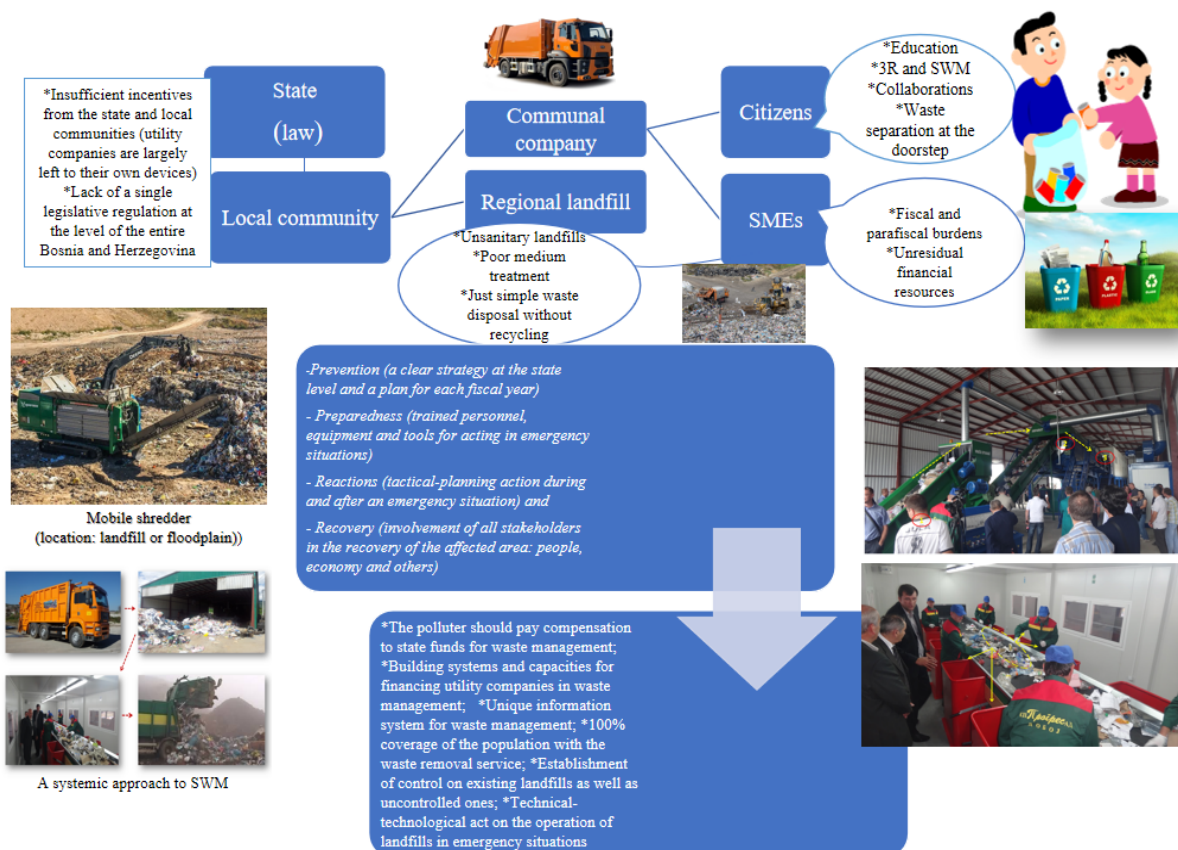 *Insufficient incentives
from the state and local
communities (utility
companies are largely
left to their own devices)
*Lack of a single
legislative regulation at
the level of the entire
Bosnia and Herzegovina
State
(law)
Local community
Communal
company
Regional landfill
*Unsanitary landfills
*Poor medium
treatment
*Just simple waste
disposal without
recycling
Citizens
SMEs
*Education
*3R and SWM
*Collaborations
*Waste
separation at the
doorstep
*Fiscal and
parafiscal burdens
*Unresidual
financial
resources
PAPER
PLASTIC
GLASS
-Prevention (a clear strategy at the state
level and a plan for each fiscal year)
- Preparedness (trained personnel,
equipment and tools for acting in emergency
situations)
- Reactions (tactical-planning action during
and after an emergency situation) and
- Recovery (involvement of all stakeholders
in the recovery of the affected area: people,
economy and others)
Mobile shredder
(location: landfill or floodplain))
A systemic approach to SWM
*The polluter should pay compensation
to state funds for waste management;
*Building systems and capacities for
financing utility companies in waste
management; *Unique information
system for waste management; *100%
coverage of the population with the
waste removal service; *Establishment
of control on existing landfills as well as
uncontrolled ones; *Technical-
technological act on the operation of
landfills in emergency situations
Прогрес
ДОБОЈ